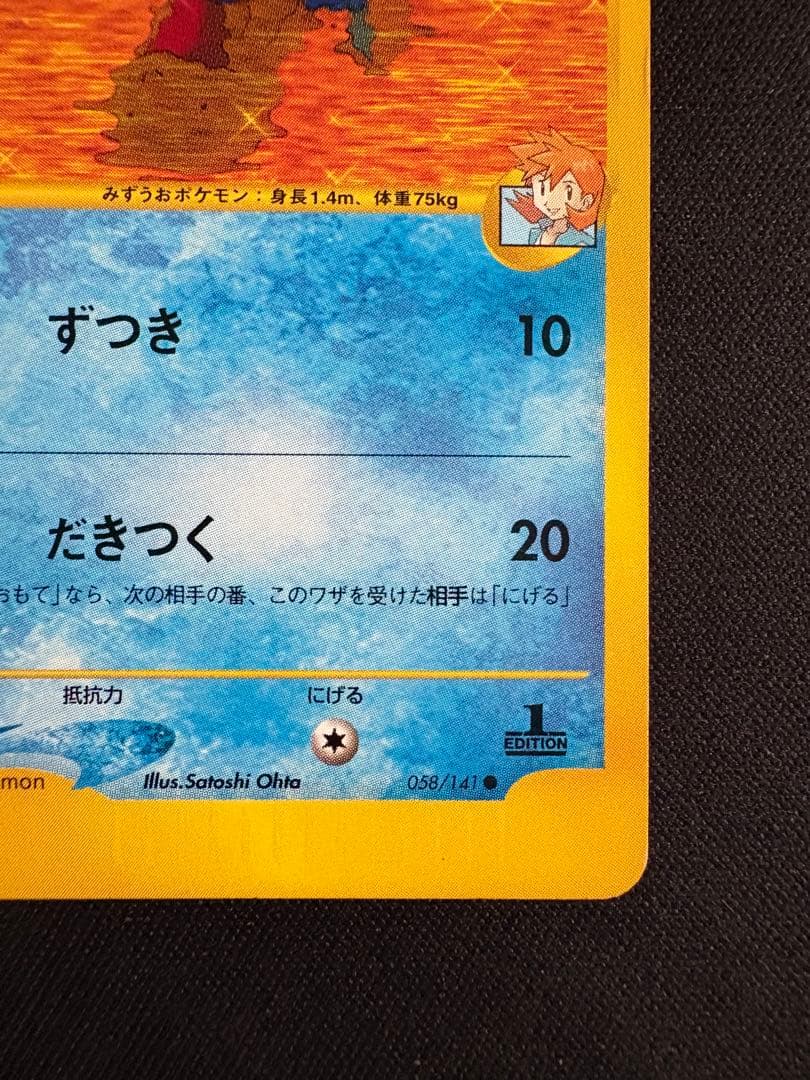 みずうおポケモン：身長1.4m、体重75kg
ずつき 10
だきつく 20
おもて」なら、次の相手の番、このワザを受けた相手は「にげる」
抵抗力 にげる
1
EDITION
mon Illus.Satoshi Ohta 058/141●